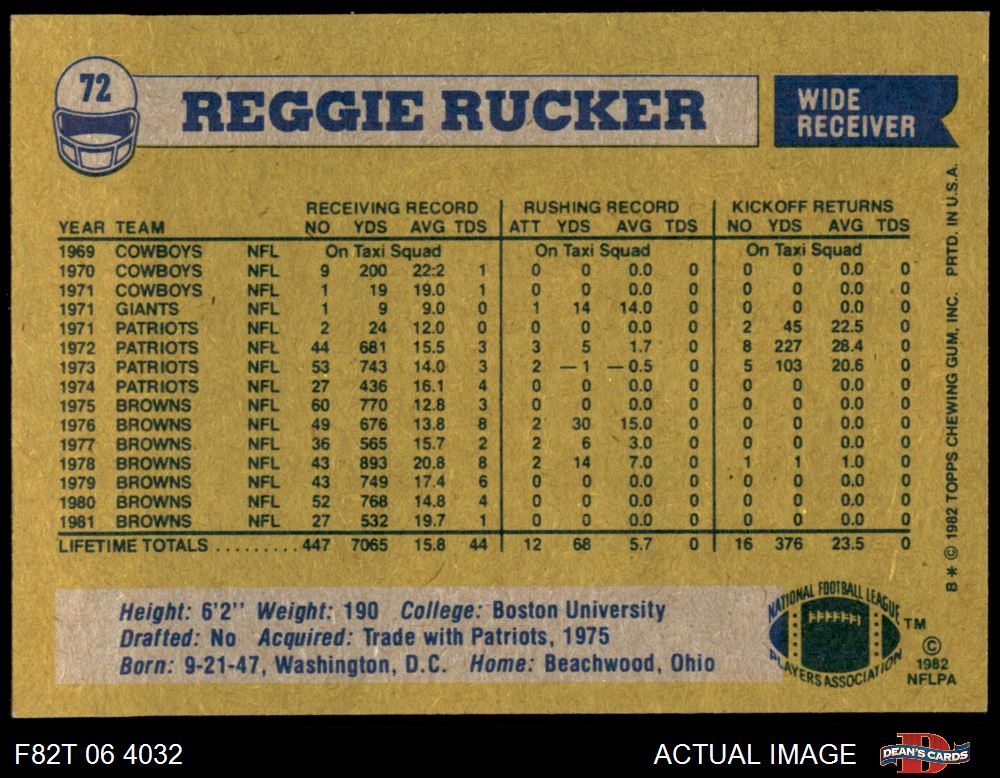 72
REGGIE RUCKER
WIDE
RECEIVER
RECEIVING RECORD RUSHING RECORD KICKOFF RETURNS
YEAR TEAM NO YDS AVG TDS ATT YDS AVG TDS NO YDS AVG TDS
1969 COWBOYS NFL On Taxi Squad On Taxi Squad On Taxi Squad
1970 COWBOYS NFL 9 200 22:2 1 0 0 0.0 0 0 0 0.0 0
1971 COWBOYS NFL 1 19 19.0 1 0 0 0.0 0 0 0 0.0 0
1971 GIANTS NFL 1 9 9.0 0 1 14 14.0 0 0 0 0.0 0
1971 PATRIOTS NFL 2 24 12.0 0 0 0 0.0 0 2 45 22.5 0
1972 PATRIOTS NFL 44 681 15.5 3 3 5 1.7 0 8 227 28.4 0
1973 PATRIOTS NFL 53 743 14.0 3 2 —1 —0.5 0 5 103 20.6 0
1974 PATRIOTS NFL 27 436 16.1 4 0 0 0.0 0 0 0 0.0 0
1975 BROWNS NFL 60 770 12.8 3 0 0 0.0 0 0 0 0.0 0
1976 BROWNS NFL 49 676 13.8 8 2 30 15.0 0 0 0 0.0 0
1977 BROWNS NFL 36 565 15.7 2 2 6 3.0 0 0 0 0.0 0
1978 BROWNS NFL 43 893 20.8 8 2 14 7.0 0 1 1 1.0 0
1979 BROWNS NFL 43 749 17.4 6 0 0 0.0 0 0 0 0.0 0
1980 BROWNS NFL 52 768 14.8 4 0 0 0.0 0 0 0 0.0 0
1981 BROWNS NFL 27 532 19.7 1 0 0 0.0 0 0 0 0.0 0
LIFETIME TOTALS ......... 447 7065 15.8 44 12 68 5.7 0 16 376 23.5 0
B * © 1982 TOPPS CHEWING GUM, INC. PRTD. IN U.S.A.
Height: 6'2" Weight: 190 College: Boston University
Drafted: No Acquired: Trade with Patriots, 1975
Born: 9-21-47, Washington, D.C. Home: Beachwood, Ohio
NATIONAL FOOTBALL LEAGUE
PLAYERS ASSOCIATION
TM
©
1982
NFLPA
F82T 06 4032
ACTUAL IMAGE
D
DEAN'S CARDS